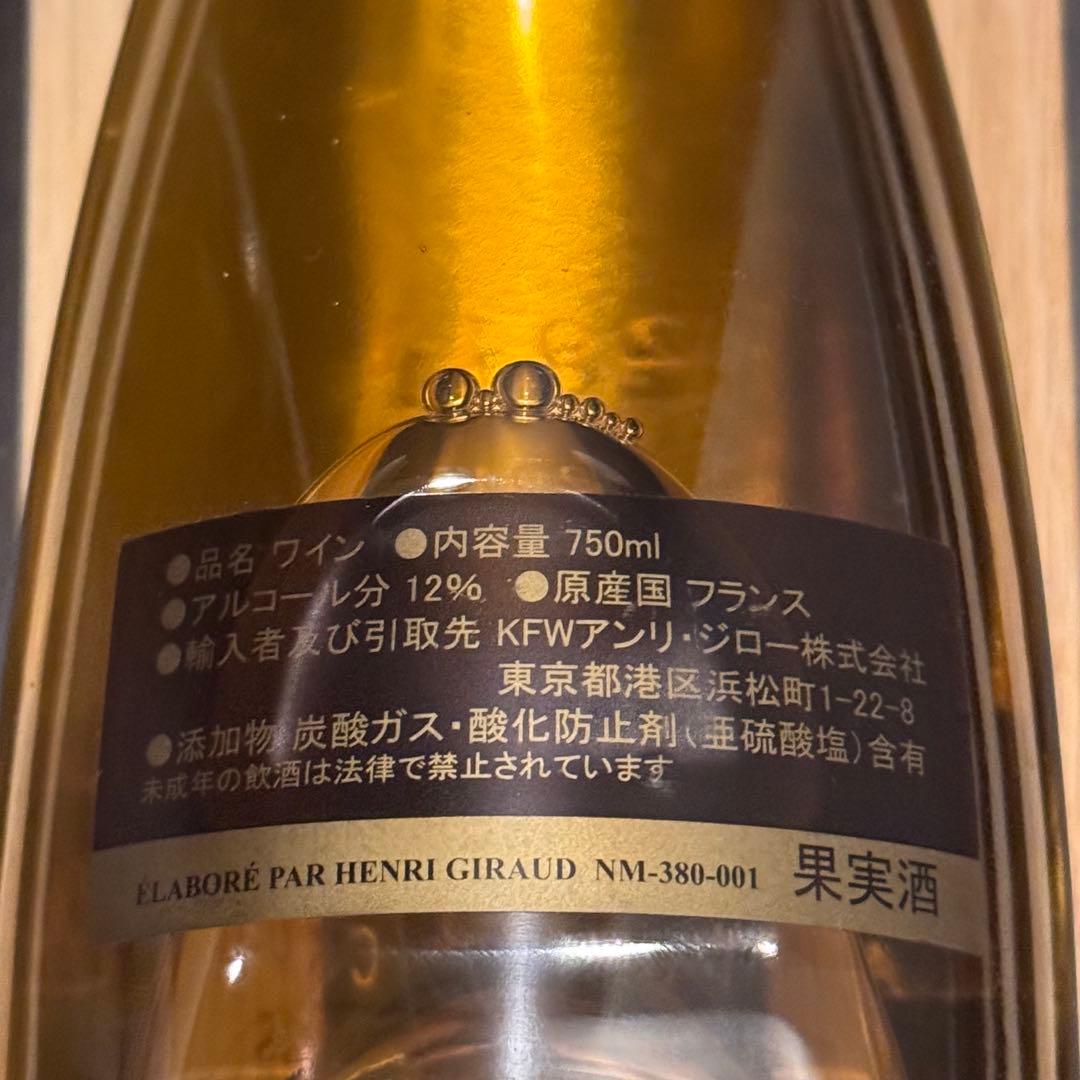 ●品名 ワイン ●内容量 750ml
●アルコール分 12% ●原産国 フランス
●輸入者及び引取先 KFWアンリ・ジロー株式会社
東京都港区浜松町1-22-8
●添加物 炭酸ガス・酸化防止剤(亜硫酸塩)含有
未成年の飲酒は法律で禁止されています
ÉLABORÉ PAR HENRI GIRAUD NM-380-001 果実酒